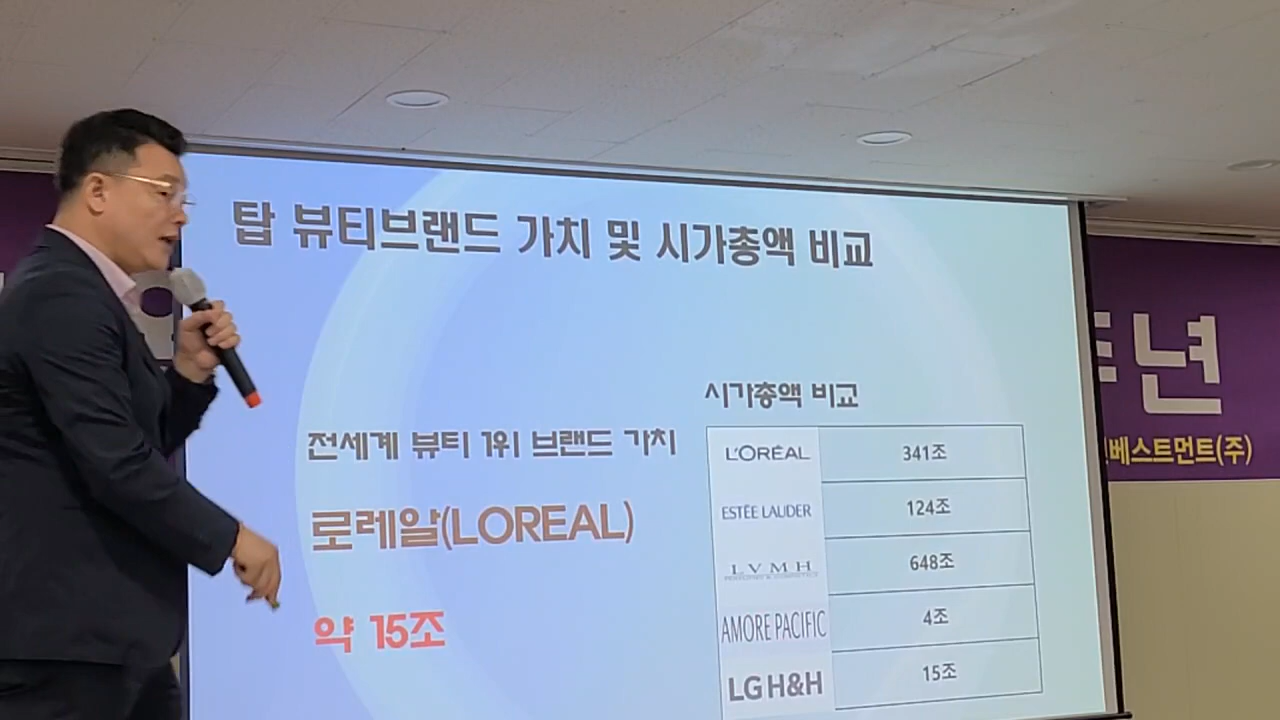 탑 뷰티브랜드 가치 및 시가총액 비교
시가총액 비교
전세계 뷰티 1위 브랜드 가치
로레알(LOREAL)
약 15조
L'ORÉAL 341조
ESTĒE LAUDER 124조
LVMH 648조
AMORE PACIFIC 4조
LG H&H 15조
년
베스트먼트(주)